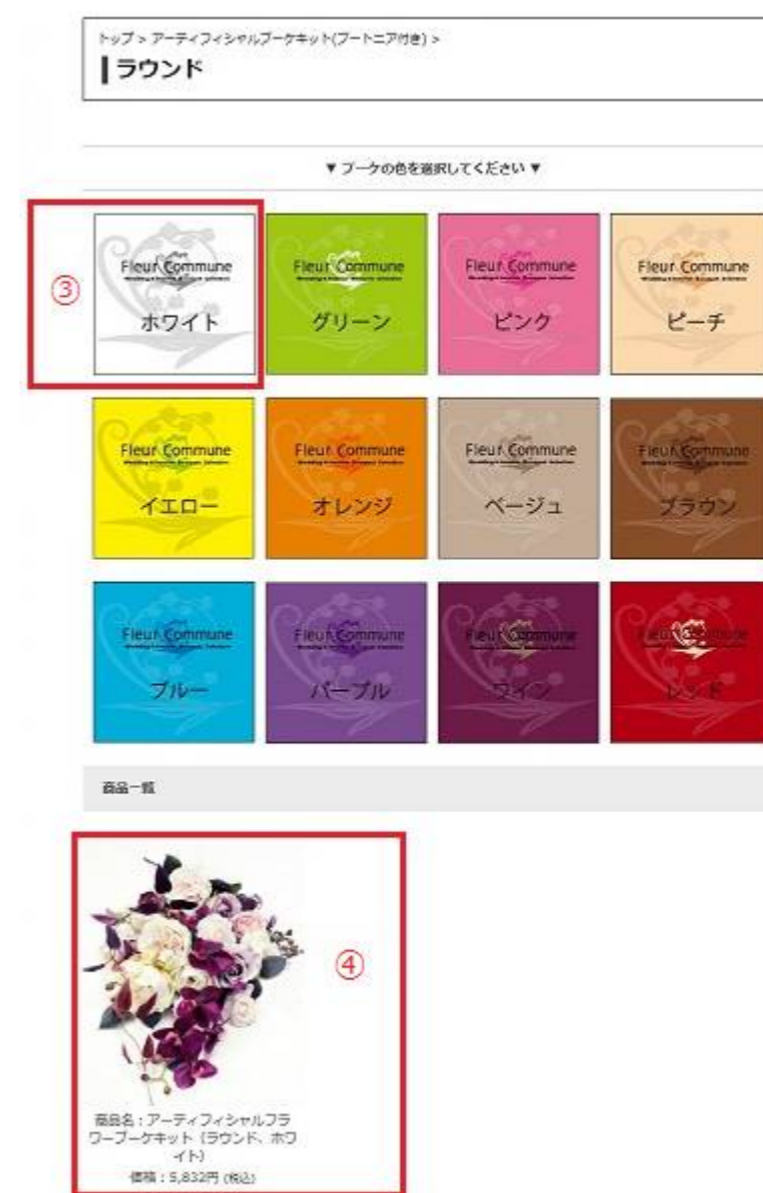 トップ > アーティフィシャルブーケキット(ブートニア付き) >
ラウンド
▼ ブーケの色を選択してください ▼
③
Fleur Commune
ホワイト
Fleur Commune
グリーン
Fleur Commune
ピンク
Fleur Commune
ピーチ
Fleur Commune
イエロー
Fleur Commune
オレンジ
Fleur Commune
ベージュ
Fleur Commune
ブラウン
Fleur Commune
ブルー
Fleur Commune
パープル
Fleur Commune
ワイン
Fleur Commune
レッド
商品一覧
④
商品名：アーティフィシャルフラ
ワーブーケキット（ラウンド、ホワ
イト）
価格：5,832円 (税込)